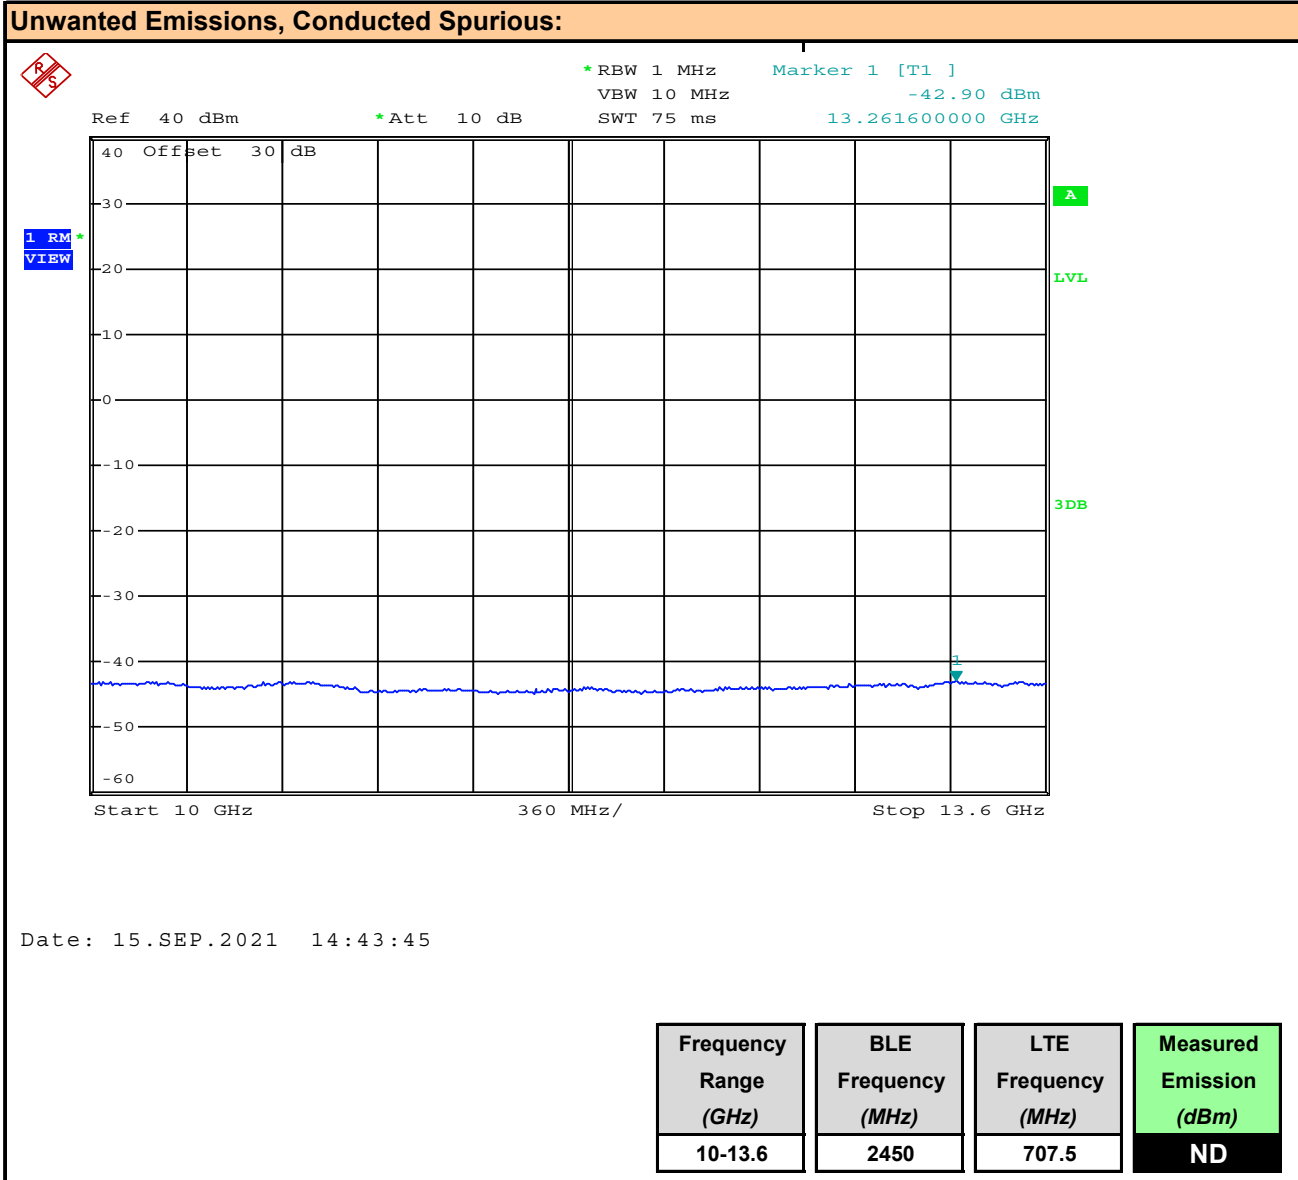 Unwanted Emissions, Conducted Spurious:
R S
* RBW 1 MHz Marker 1 [T1 ]
VBW 10 MHz -42.90 dBm
Ref 40 dBm * Att 10 dB SWT 75 ms 13.261600000 GHz
40 Offset 30 dB
A
30
1 RM *
VIEW
20
LVL
10
0
-10
3DB
-20
-30
-40
1
-50
-60
Start 10 GHz 360 MHz/ Stop 13.6 GHz
Date: 15.SEP.2021 14:43:45
Frequency BLE LTE Measured
Range Frequency Frequency Emission
(GHz) (MHz) (MHz) (dBm)
10-13.6 2450 707.5 ND